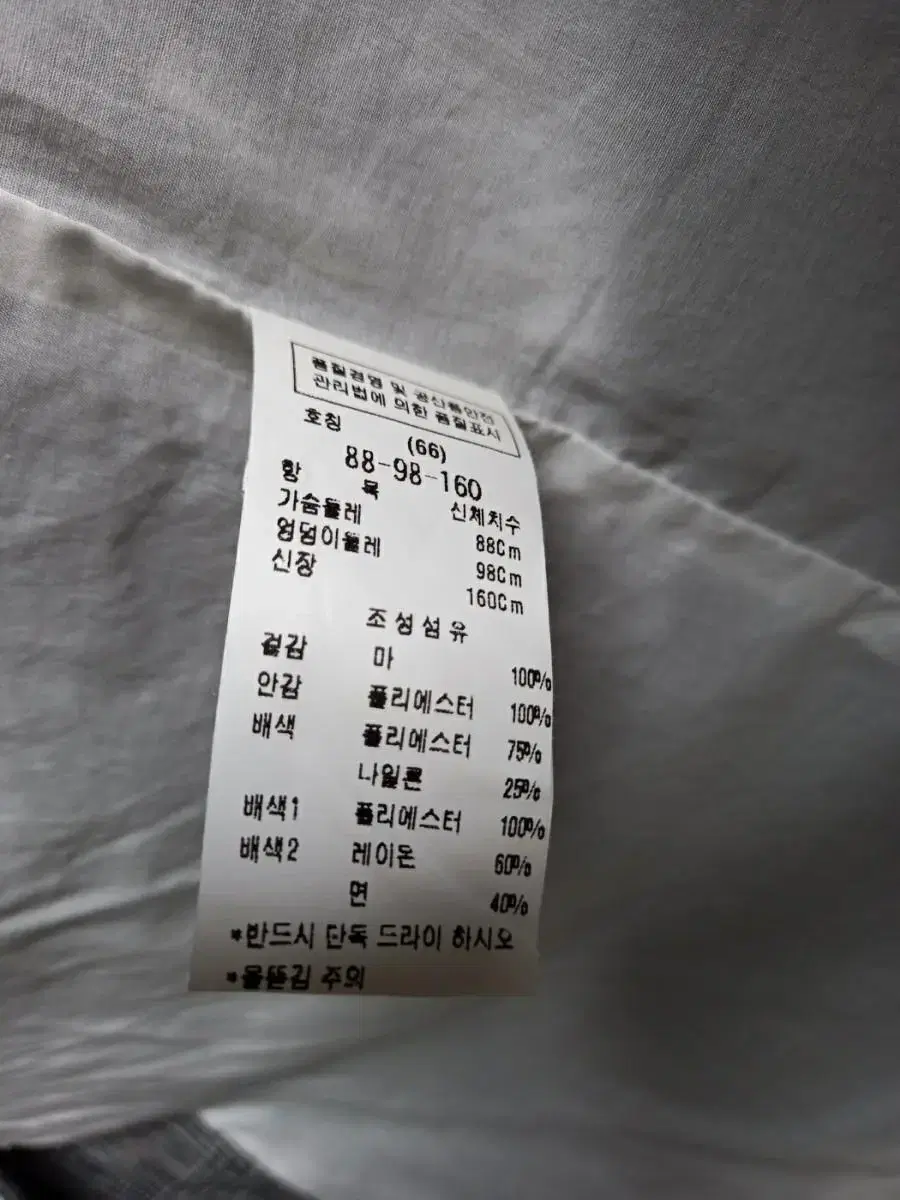 품질경영 및 공산품안전
관리법에 의한 품질표시
호칭 (66)
88-98-160
항 목 신체치수
가슴둘레 88Cm
엉덩이둘레 98Cm
신장 160Cm
조성섬유
겉감 마 100%
안감 폴리에스터 100%
배색 폴리에스터 75%
나일론 25%
배색1 폴리에스터 100%
배색2 레이온 60%
면 40%
*반드시 단독 드라이 하시오
*올뜯김 주의